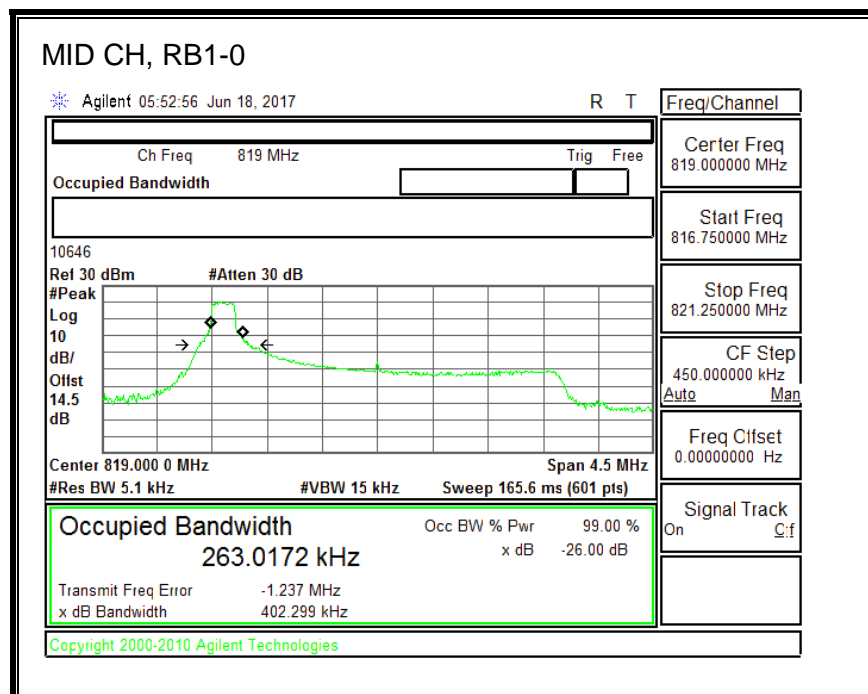 MID CH, RB1-0
Agilent 05:52:56 Jun 18, 2017 R T
Freq/Channel
Ch Freq 819 MHz Trig Free
Occupied Bandwidth
Center Freq
819.000000 MHz
Start Freq
816.750000 MHz
10646
Ref 30 dBm #Atten 30 dB
#Peak
Log
10
dB/
Offst
14.5
dB
Stop Freq
821.250000 MHz
CF Step
450.000000 kHz
Auto Man
Freq Offset
0.00000000 Hz
Center 819.000 0 MHz Span 4.5 MHz
#Res BW 5.1 kHz #VBW 15 kHz Sweep 165.6 ms (601 pts)
Signal Track
On Off
Occupied Bandwidth Occ BW % Pwr 99.00 %
263.0172 kHz x dB -26.00 dB
Transmit Freq Error -1.237 MHz
x dB Bandwidth 402.299 kHz
Copyright 2000-2010 Agilent Technologies